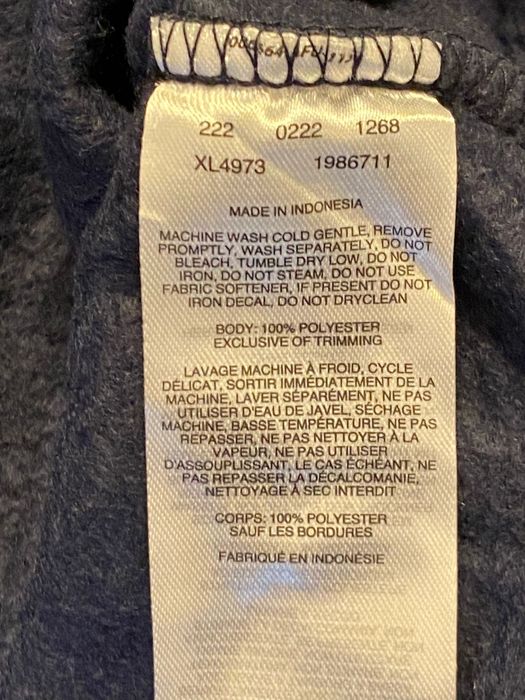 222 0222 1268
XL4973 1986711
MADE IN INDONESIA
MACHINE WASH COLD GENTLE, REMOVE
PROMPTLY, WASH SEPARATELY, DO NOT
BLEACH, TUMBLE DRY LOW, DO NOT
IRON, DO NOT STEAM, DO NOT USE
FABRIC SOFTENER, IF PRESENT DO NOT
IRON DECAL, DO NOT DRYCLEAN
BODY: 100% POLYESTER
EXCLUSIVE OF TRIMMING
LAVAGE MACHINE À FROID, CYCLE
DÉLICAT, SORTIR IMMÉDIATEMENT DE LA
MACHINE, LAVER SÉPARÉMENT, NE PAS
UTILISER D'EAU DE JAVEL, SÉCHAGE
MACHINE, BASSE TEMPÉRATURE, NE PAS
REPASSER, NE PAS NETTOYER À LA
VAPEUR, NE PAS UTILISER
D'ASSOUPLISSANT, LE CAS ÉCHÉANT, NE
PAS REPASSER LA DÉCALCOMANIE,
NETTOYAGE À SEC INTERDIT
CORPS: 100% POLYESTER
SAUF LES BORDURES
FABRIQUÉ EN INDONÉSIE